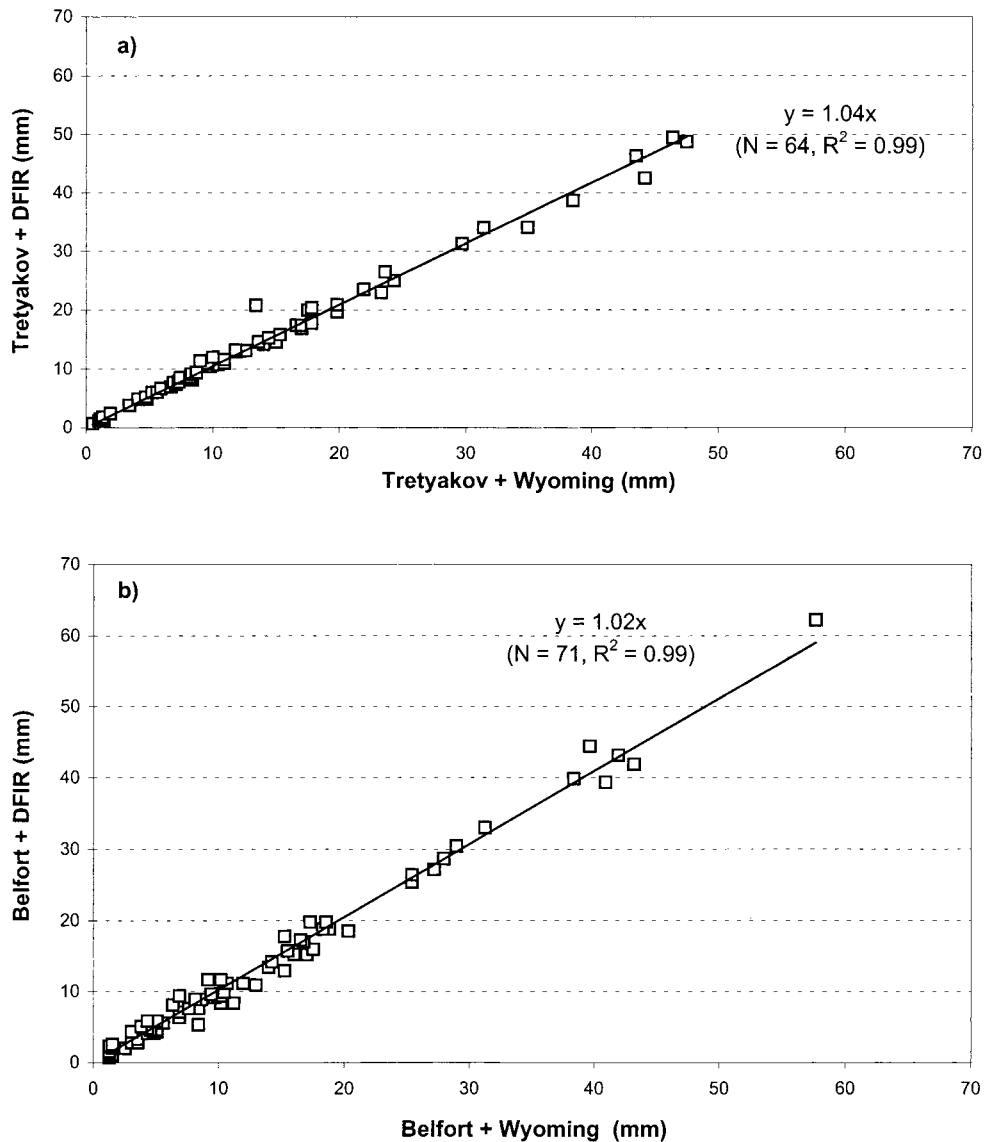 a)
70
60
50
40
30
20
10
0
Tretyakov + DFIR (mm)
y = 1.04x
(N = 64, R² = 0.99)
0 10 20 30 40 50 60 70
Tretyakov + Wyoming (mm)
b)
70
60
50
40
30
20
10
0
Belfort + DFIR (mm)
y = 1.02x
(N = 71, R² = 0.99)
0 10 20 30 40 50 60 70
Belfort + Wyoming (mm)